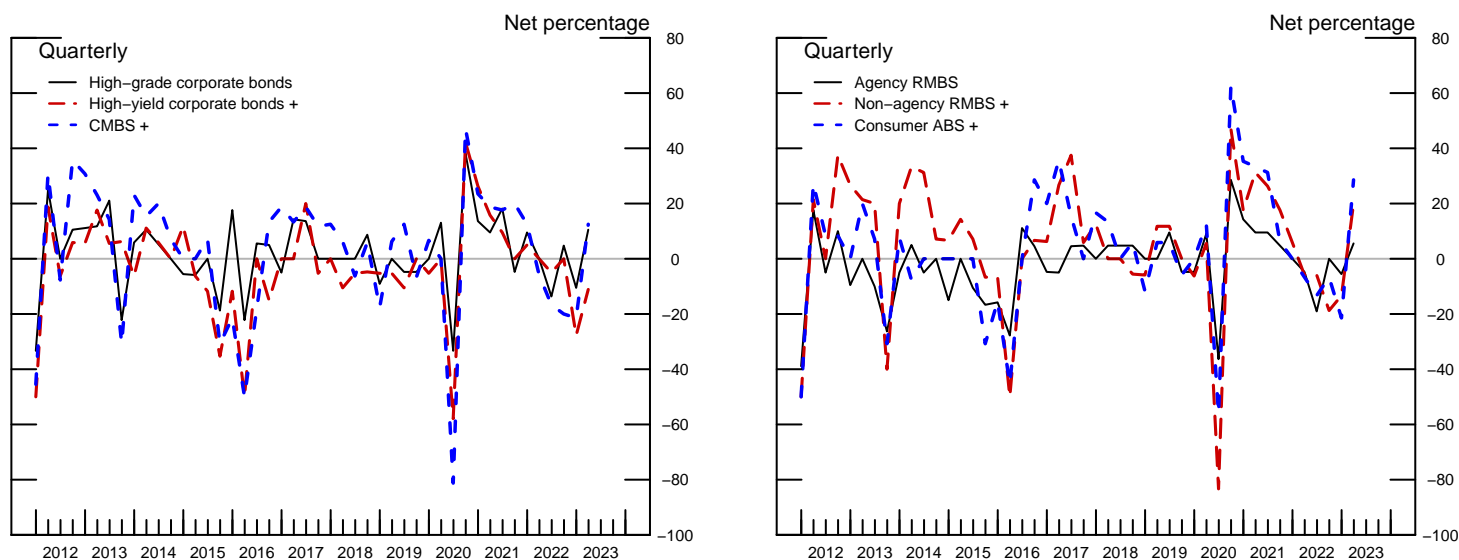 Net percentage
Quarterly
High−grade corporate bonds
High−yield corporate bonds +
CMBS +
80
60
40
20
0
−20
−40
−60
−80
−100
2012 2013 2014 2015 2016 2017 2018 2019 2020 2021 2022 2023
Net percentage
Quarterly
Agency RMBS
Non−agency RMBS +
Consumer ABS +
80
60
40
20
0
−20
−40
−60
−80
−100
2012 2013 2014 2015 2016 2017 2018 2019 2020 2021 2022 2023